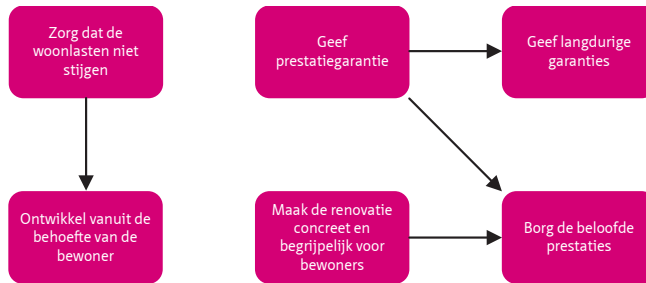 Zorg dat de
woonlasten niet
stijgen
Geef
prestatiegarantie
Geef langdurige
garanties
Ontwikkel vanuit de
behoefte van de
bewoner
Maak de renovatie
concreet en
begrijpelijk voor
bewoners
Borg de beloofde
prestaties